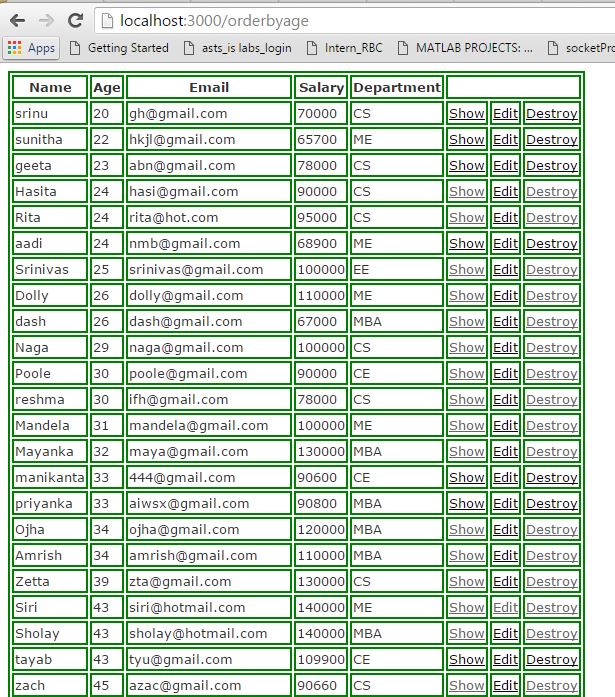 localhost:3000/orderbyage
Apps Getting Started asts_is labs_login Intern_RBC MATLAB PROJECTS: ... socketPro
Name Age Email Salary Department
srinu 20 gh@gmail.com 70000 CS Show Edit Destroy
sunitha 22 hkjl@gmail.com 65700 ME Show Edit Destroy
geeta 23 abn@gmail.com 78000 CS Show Edit Destroy
Hasita 24 hasi@gmail.com 90000 CS Show Edit Destroy
Rita 24 rita@hot.com 95000 CS Show Edit Destroy
aadi 24 nmb@gmail.com 68900 ME Show Edit Destroy
Srinivas 25 srinivas@gmail.com 100000 EE Show Edit Destroy
Dolly 26 dolly@gmail.com 110000 ME Show Edit Destroy
dash 26 dash@gmail.com 67000 MBA Show Edit Destroy
Naga 29 naga@gmail.com 100000 CS Show Edit Destroy
Poole 30 poole@gmail.com 90000 CE Show Edit Destroy
reshma 30 ifh@gmail.com 78000 CS Show Edit Destroy
Mandela 31 mandela@gmail.com 100000 ME Show Edit Destroy
Mayanka 32 maya@gmail.com 130000 MBA Show Edit Destroy
manikanta 33 444@gmail.com 90600 CE Show Edit Destroy
priyanka 33 aiwsx@gmail.com 90800 MBA Show Edit Destroy
Ojha 34 ojha@gmail.com 120000 MBA Show Edit Destroy
Amrish 34 amrish@gmail.com 110000 MBA Show Edit Destroy
Zetta 39 zta@gmail.com 130000 CS Show Edit Destroy
Siri 43 siri@hotmail.com 140000 ME Show Edit Destroy
Sholay 43 sholay@hotmail.com 140000 MBA Show Edit Destroy
tayab 43 tyu@gmail.com 109900 CE Show Edit Destroy
zach 45 azac@gmail.com 90660 CS Show Edit Destroy